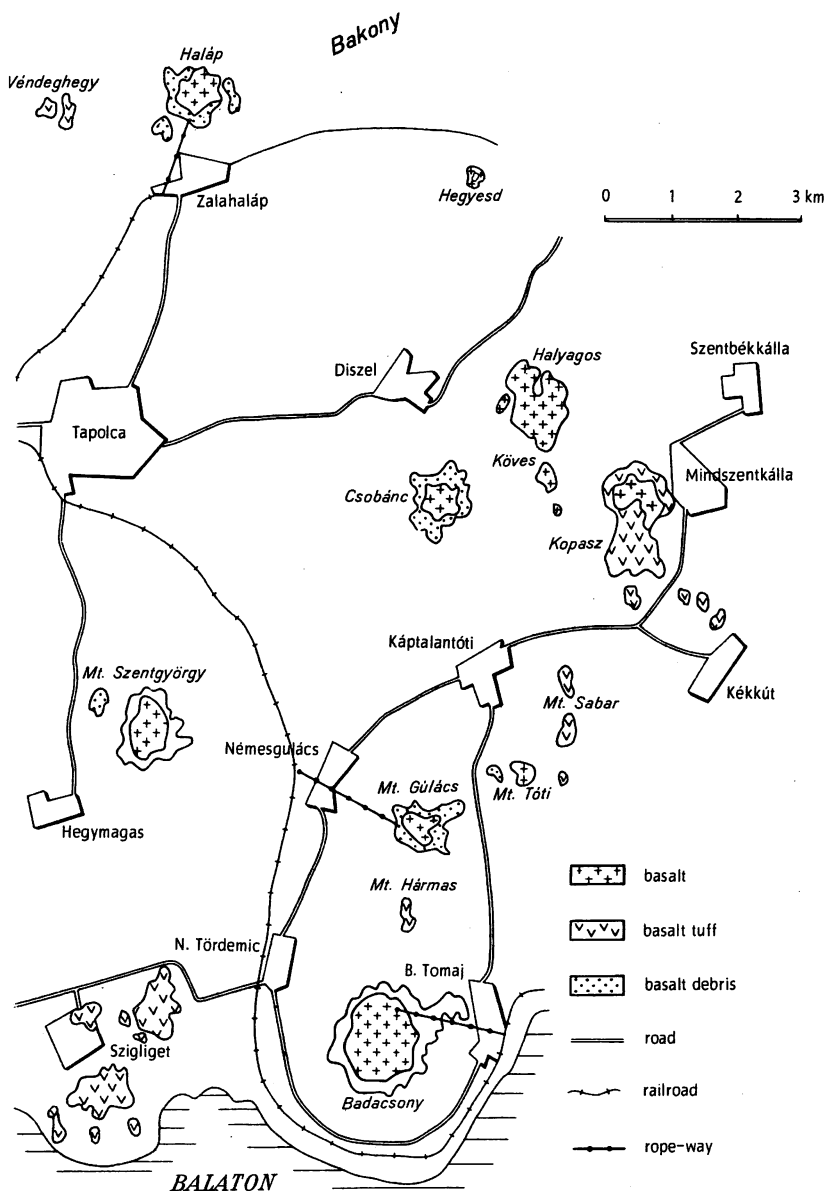 Bakony
Haláp
Véndeghegy
Zalahaláp
Hegyesd
0 1 2 3 km
Szentbékkálla
Diszel
Halyagos
Tapolca
Köves
Mindszentkálla
Csobánc
Kopasz
Káptalantóti
Mt. Szentgyörgy
Mt. Sabar
Kékkút
Némesgulács
Mt. Gulács
Mt. Tóti
Hegymagas
Mt. Hármas
basalt
N. Tördemic
basalt tuff
B. Tomaj
basalt debris
road
Szigliget
railroad
Badacsony
rope-way
BALATON